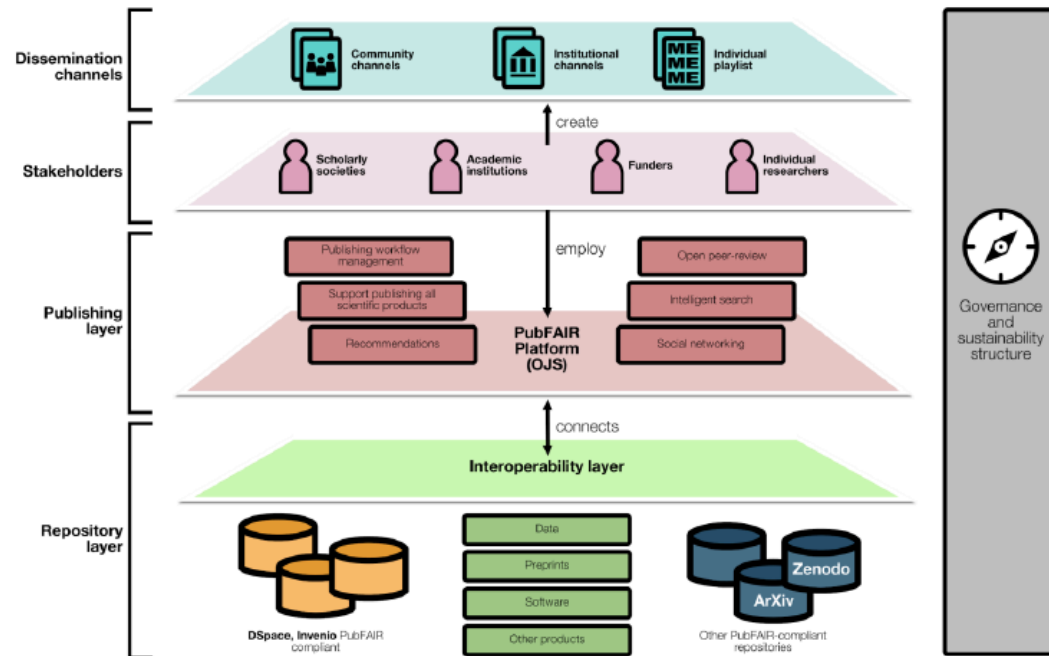 Dissemination
channels
Community
channels
Institutional
channels
ME
ME
ME
Individual
playlist
create
Stakeholders
Scholarly
societies
Academic
institutions
Funders
Individual
researchers
employ
Publishing
layer
Publishing workflow
management
Support publishing all
scientific products
Recommendations
Open peer-review
Intelligent search
Social networking
PubFAIR
Platform
(OJS)
connects
Interoperability layer
Repository
layer
DSpace, Invenio PubFAIR
compliant
Data
Preprints
Software
Other products
Zenodo
ArXiv
Other PubFAIR-compliant
repositories
Governance
and
sustainability
structure